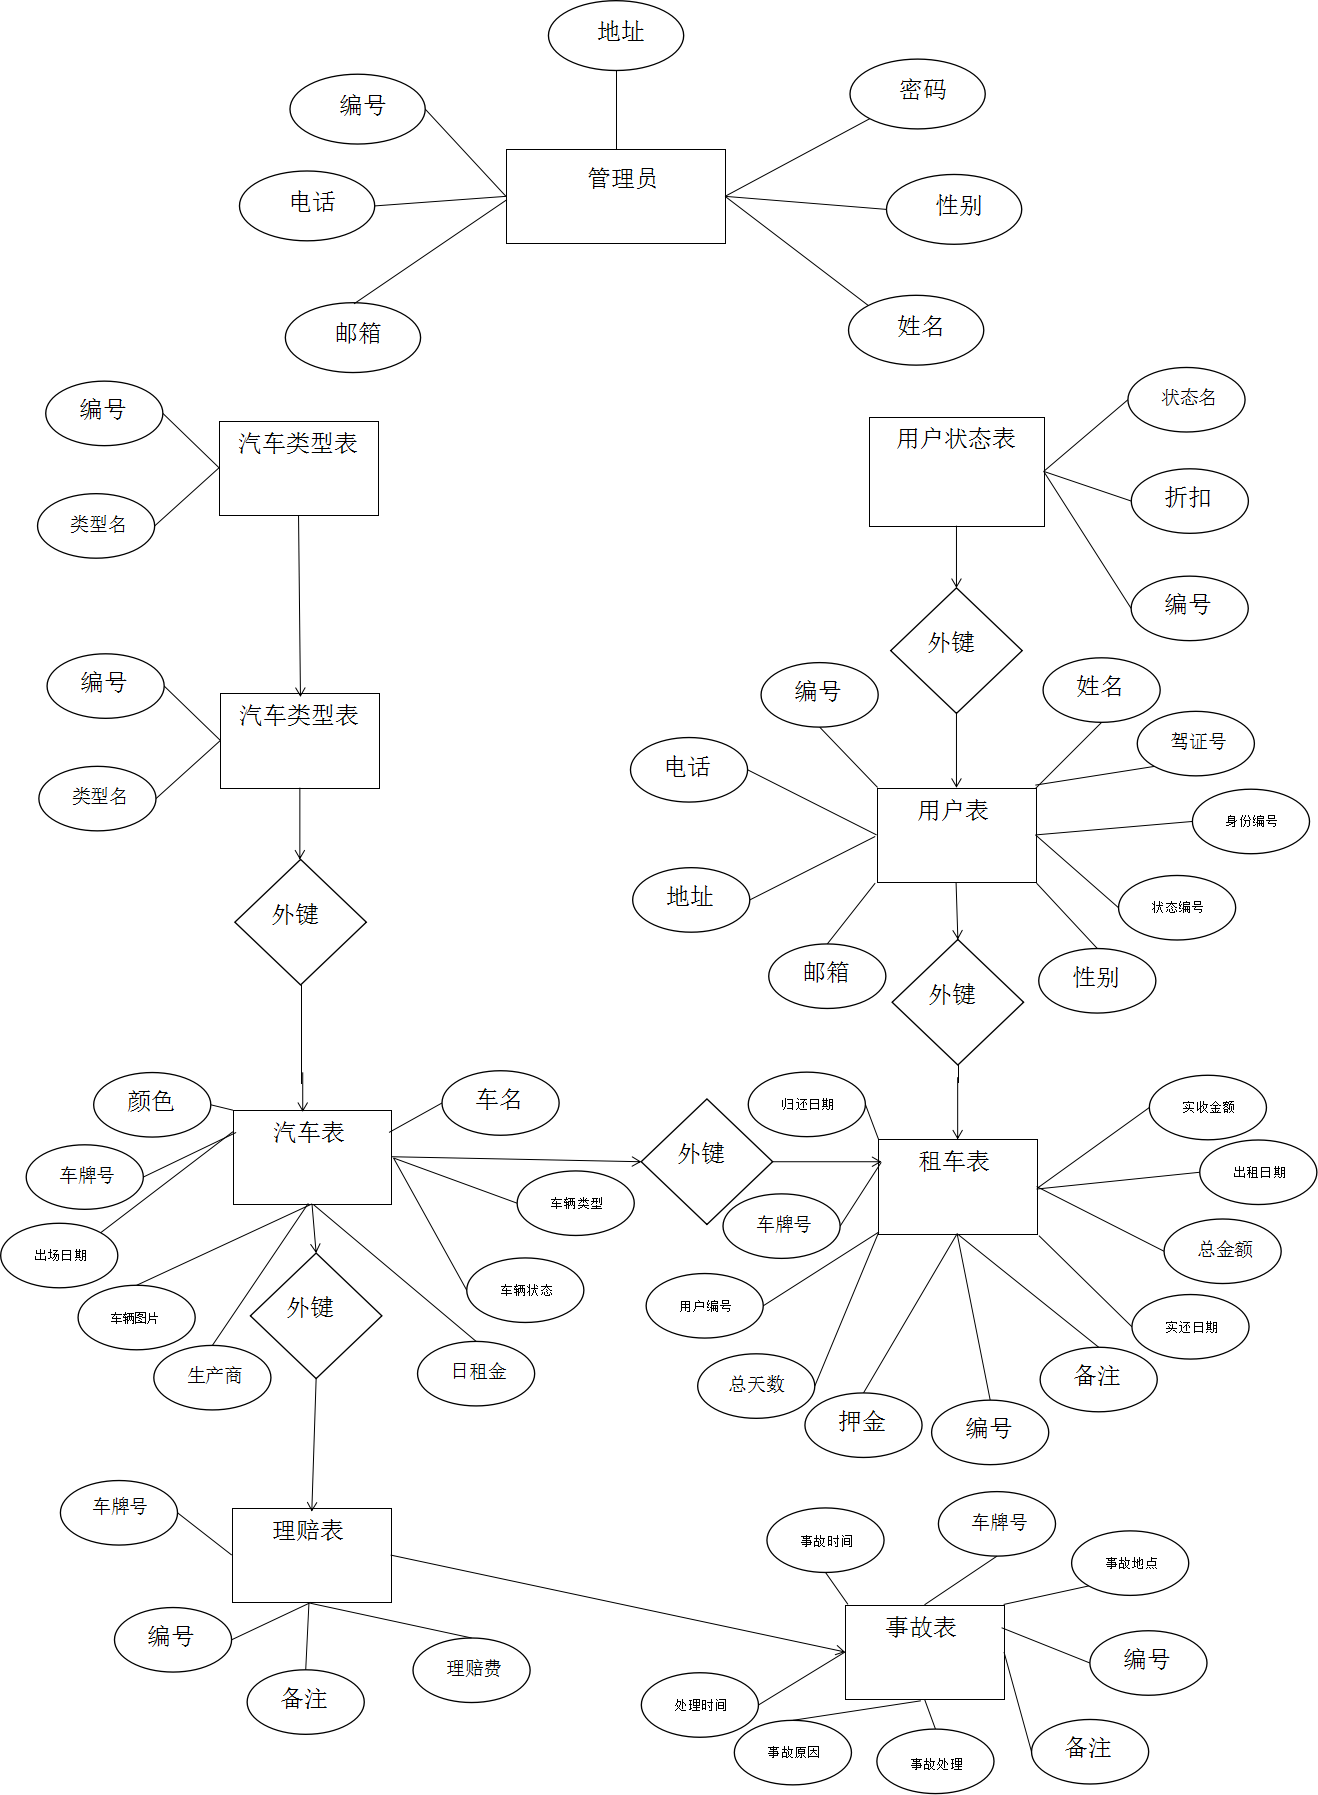 地址
密码
编号
管理员
电话
性别
姓名
邮箱
状态名
编号
汽车类型表
用户状态表
折扣
类型名
编号
外键
编号
编号
姓名
汽车类型表
驾证号
电话
类型名
用户表
身份编号
地址
状态编号
外键
邮箱
外键
性别
颜色
车名
归还日期
实收金额
汽车表
外键
租车表
车牌号
出租日期
车辆类型
车牌号
出场日期
总金额
车辆状态
用户编号
车辆图片
外键
实还日期
生产商
日租金
总天数
备注
押金
编号
车牌号
理赔表
事故时间
车牌号
事故地点
事故表
编号
编号
理赔费
备注
处理时间
备注
事故原因
事故处理